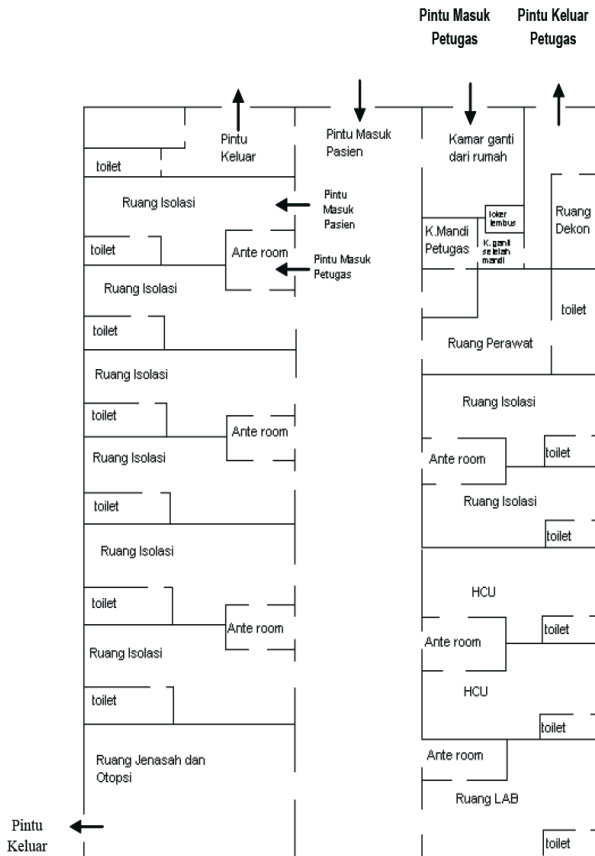 Pintu Masuk
Petugas
Pintu Keluar
Petugas
Pintu
Keluar
Pintu Masuk
Pasien
Kamar ganti
dari rumah
toilet
Ruang Isolasi
Pintu
Masuk
Pasien
Ante room
Pintu Masuk
Petugas
toilet
Ruang Isolasi
loker
tembus
K.Mandi
Petugas
K.ganti
setelah
mandi
Ruang
Dekon
toilet
toilet
Ruang Perawat
Ruang Isolasi
Ruang Isolasi
toilet
Ante room
Ruang Isolasi
Ante room
toilet
Ruang Isolasi
toilet
toilet
Ruang Isolasi
HCU
toilet
Ante room
Ruang Isolasi
Ante room
toilet
HCU
toilet
toilet
Ruang Jenasah dan
Otopsi
Ante room
Ruang LAB
Pintu
Keluar
toilet